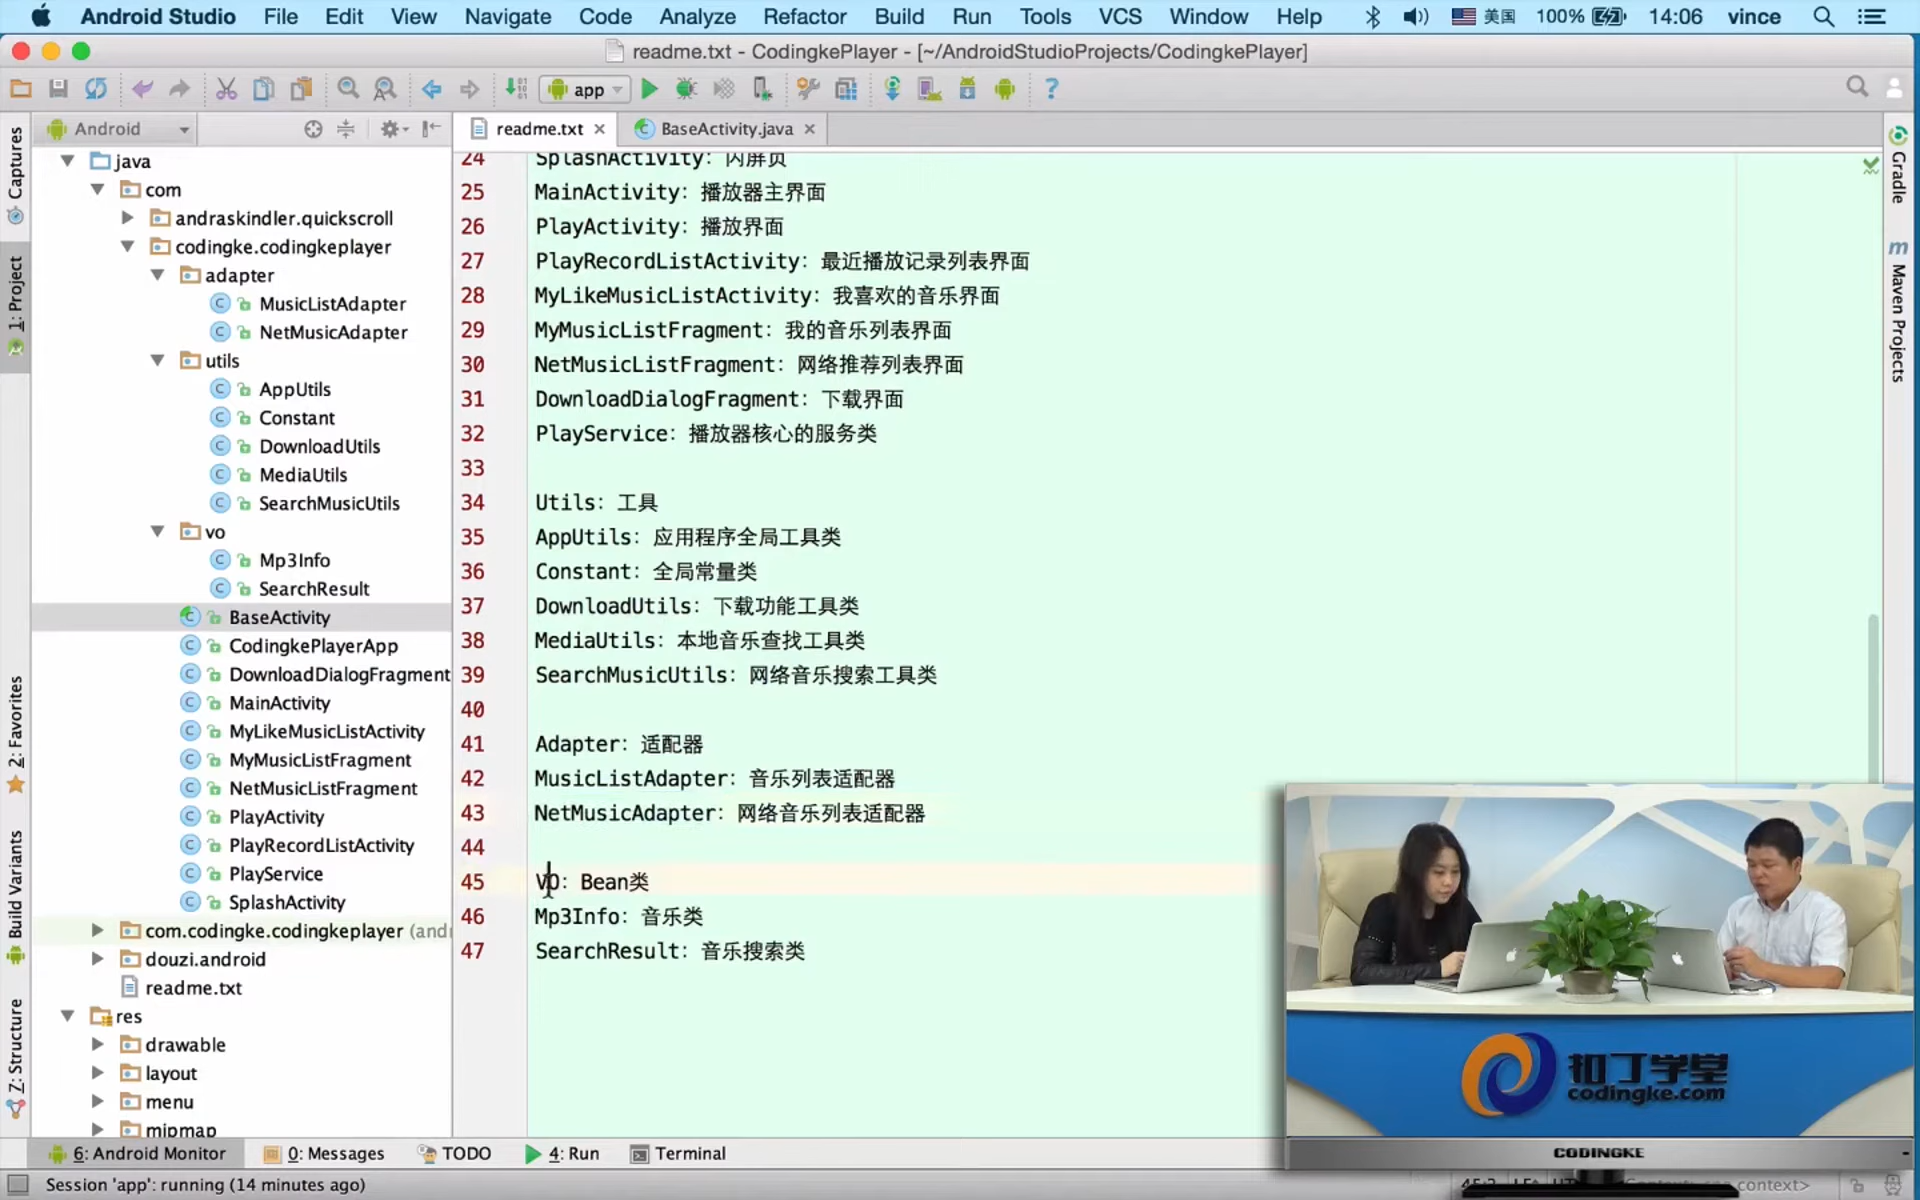 Android Studio File Edit View Navigate Code Analyze Refactor Build Run Tools VCS Window Help 美国 100% 14:06 vince
readme.txt - CodingkePlayer - [~/AndroidStudioProjects/CodingkePlayer]
app
Android
readme.txt
BaseActivity.java
Captures
1: Project
2: Favorites
Build Variants
Z: Structure
java
com
andraskindler.quickscroll
codingke.codingkeplayer
adapter
MusicListAdapter
NetMusicAdapter
utils
AppUtils
Constant
DownloadUtils
MediaUtils
SearchMusicUtils
vo
Mp3Info
SearchResult
BaseActivity
CodingkePlayerApp
DownloadDialogFragment
MainActivity
MyLikeMusicListActivity
MyMusicListFragment
NetMusicListFragment
PlayActivity
PlayRecordListActivity
PlayService
SplashActivity
com.codingke.codingkeplayer (andr
douzi.android
readme.txt
res
drawable
layout
menu
mipmap
24 SplashActivity: 闪屏页
25 MainActivity: 播放器主界面
26 PlayActivity: 播放界面
27 PlayRecordListActivity: 最近播放记录列表界面
28 MyLikeMusicListActivity: 我喜欢的音乐界面
29 MyMusicListFragment: 我的音乐列表界面
30 NetMusicListFragment: 网络推荐列表界面
31 DownloadDialogFragment: 下载界面
32 PlayService: 播放器核心的服务类
33
34 Utils: 工具
35 AppUtils: 应用程序全局工具类
36 Constant: 全局常量类
37 DownloadUtils: 下载功能工具类
38 MediaUtils: 本地音乐查找工具类
39 SearchMusicUtils: 网络音乐搜索工具类
40
41 Adapter: 适配器
42 MusicListAdapter: 音乐列表适配器
43 NetMusicAdapter: 网络音乐列表适配器
44
45 VO: Bean类
46 Mp3Info: 音乐类
47 SearchResult: 音乐搜索类
Gradle
m Maven Projects
扣丁学堂
codingke.com
CODINGKE
6: Android Monitor 0: Messages TODO 4: Run Terminal
Session 'app': running (14 minutes ago)
context>